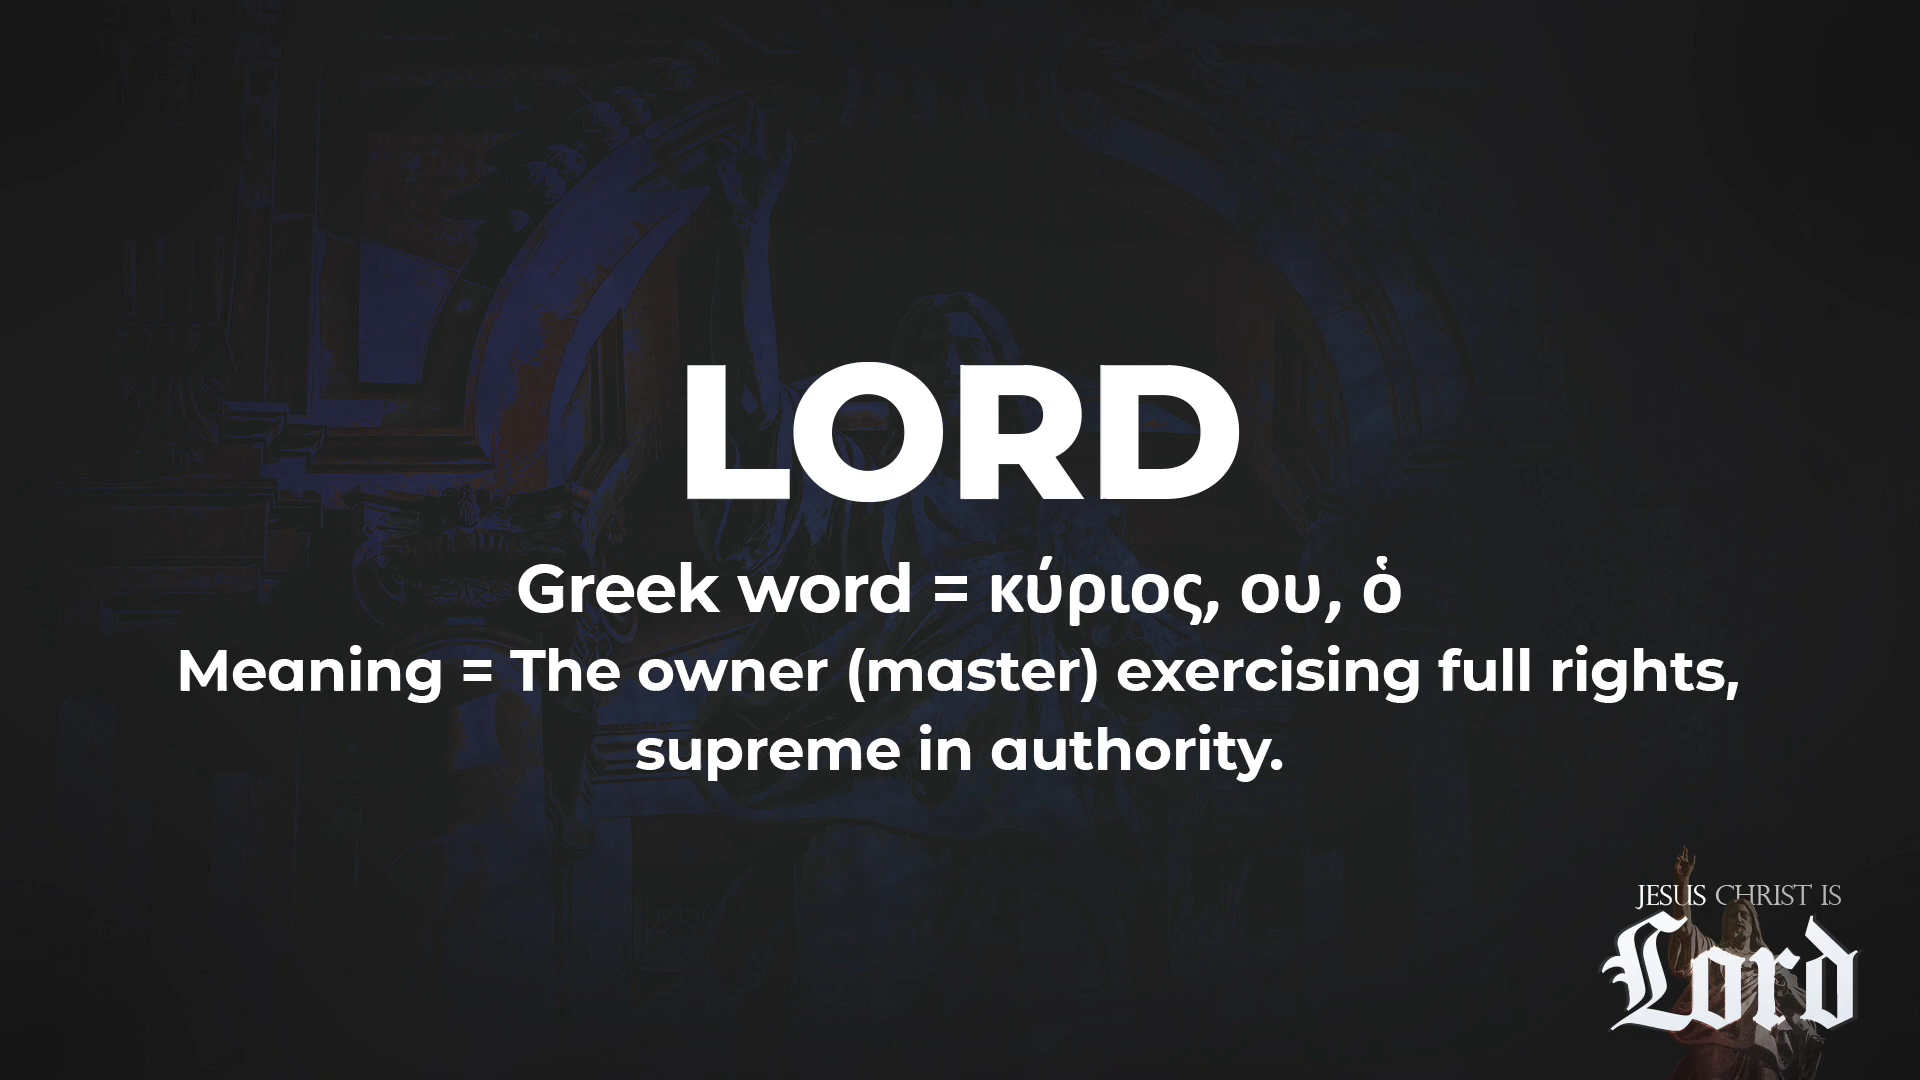 LORD
Greek word = κύριος, ου, ὁ
Meaning = The owner (master) exercising full rights,
supreme in authority.
JESUS CHRIST IS
Lord